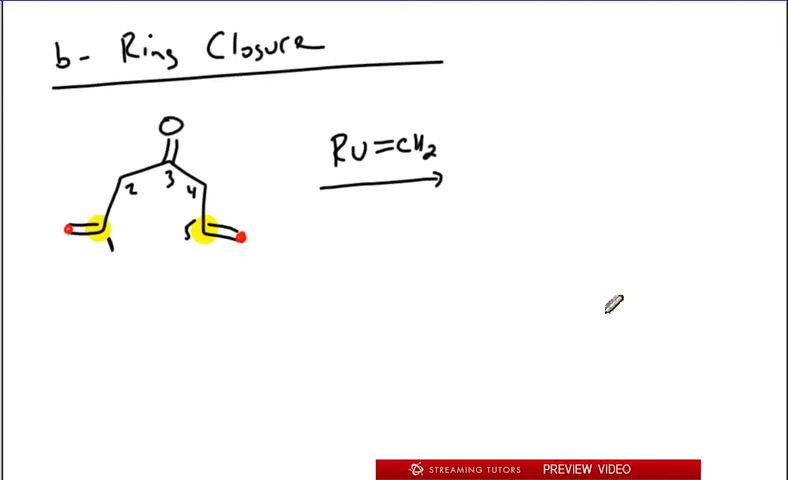 b- Ring Closure
O
Ru=CH2
3
2
4
5
1
STREAMING TUTORS PREVIEW VIDEO